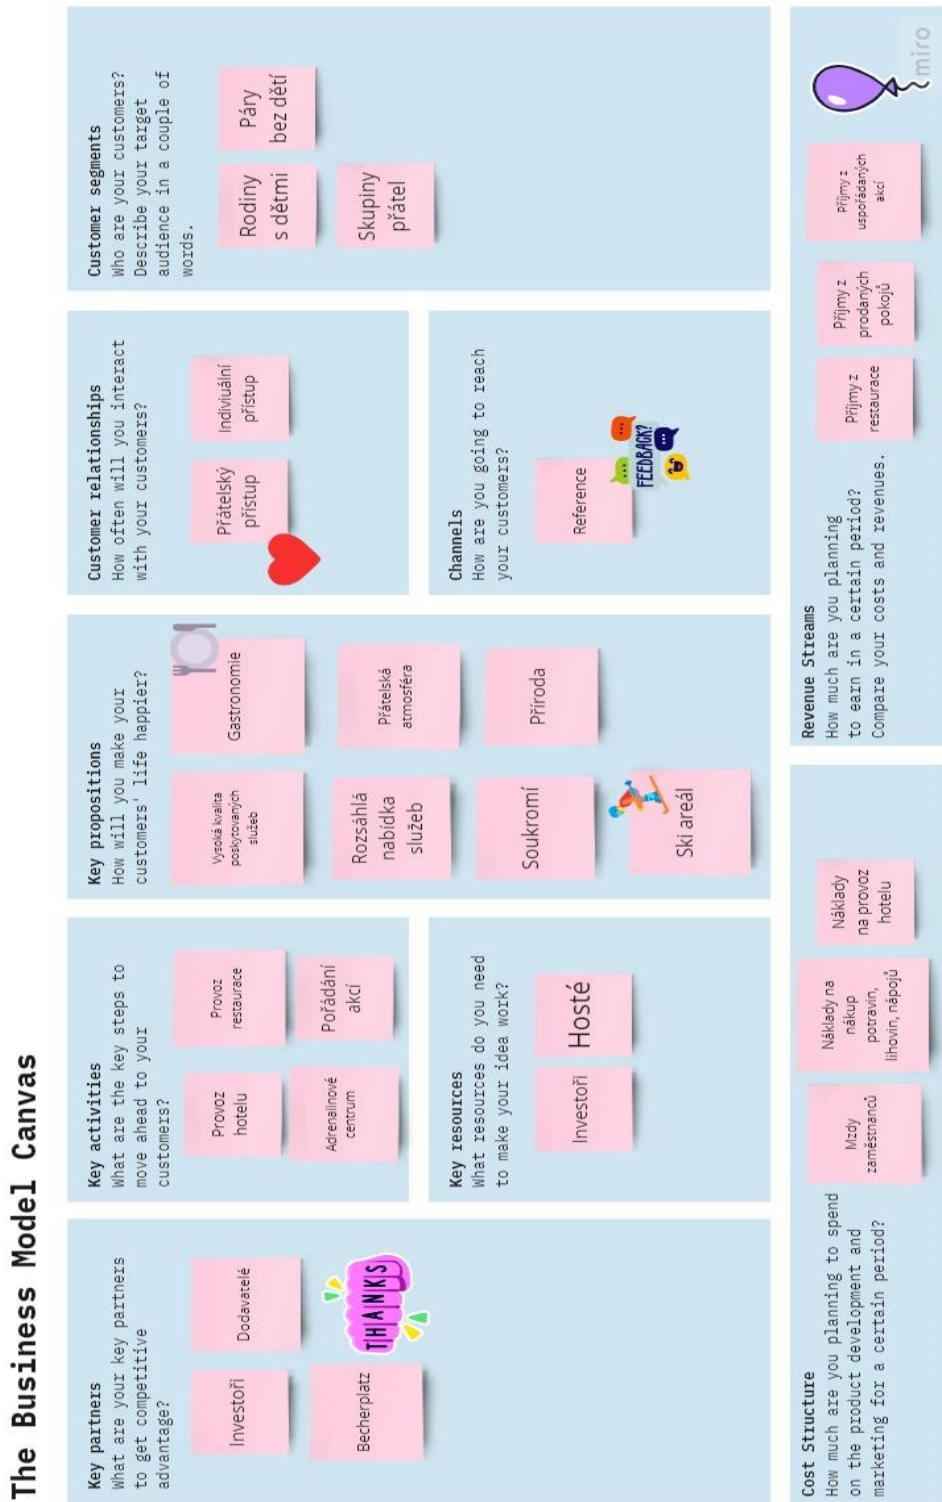 The Business Model Canvas
Key partners
What are your key partners
to get competitive
advantage?
Investoři
Dodavatelé
Becherplatz
THANKS
Key activities
What are the key steps to
move ahead to your
customers?
Provoz
hotelu
Provoz
restaurace
Adrenalinové
centrum
Pořádání
akcí
Key resources
What resources do you need
to make your idea work?
Investoři
Hosté
Key propositions
How will you make your
customers' life happier?
Vysoká kvalita
poskytovaných
služeb
Gastronomie
Rozsáhlá
nabídka
služeb
Přátelská
atmosféra
Soukromí
Příroda
Ski areál
Customer relationships
How often will you interact
with your customers?
Přátelský
přístup
Indiviuální
přístup
Channels
How are you going to reach
your customers?
Reference
FEEDBACK?
Customer segments
Who are your customers?
Describe your target
audience in a couple of
words.
Rodiny
s dětmi
Páry
bez dětí
Skupiny
přátel
Cost Structure
How much are you planning to spend
on the product development and
marketing for a certain period?
Mzdy
zaměstnanců
Náklady na
nákup
potravin,
lihovin, nápojů
Náklady
na provoz
hotelu
Revenue Streams
How much are you planning
to earn in a certain period?
Compare your costs and revenues.
Příjmy z
restaurace
Příjmy z
prodaných
pokojů
Příjmy z
uspořádaných
akcí
miro